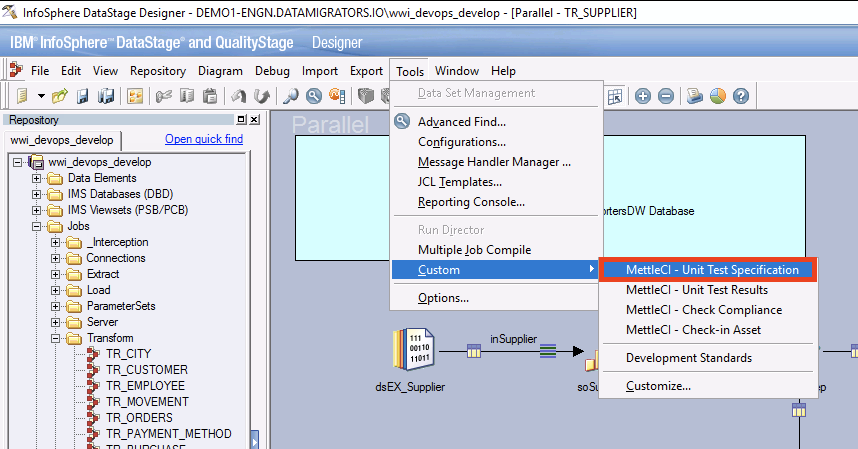 InfoSphere DataStage Designer - DEMO1-ENGN.DATAMIGRATORS.IO\wwi_devops_develop - [Parallel - TR_SUPPLIER]
IBM® InfoSphere™ DataStage® and QualityStage® Designer
File Edit View Repository Diagram Debug Import Export Tools Window Help
Repository
wwi_devops_develop
Open quick find
wwi_devops_develop
Data Elements
IMS Databases (DBD)
IMS Viewsets (PSB/PCB)
Jobs
_Interception
Connections
Extract
Load
ParameterSets
Server
Transform
TR_CITY
TR_CUSTOMER
TR_EMPLOYEE
TR_MOVEMENT
TR_ORDERS
TR_PAYMENT_METHOD
TR_PURCHASE
Parallel
ortersDW Database
Data Set Management
Advanced Find...
Configurations...
Message Handler Manager ...
JCL Templates...
Reporting Console...
Run Director
Multiple Job Compile
Custom
Options...
MettleCI - Unit Test Specification
MettleCI - Unit Test Results
MettleCI - Check Compliance
MettleCI - Check-in Asset
Development Standards
Customize...
111
00110
11011
inSupplier
dsEX_Supplier
soSu
ep